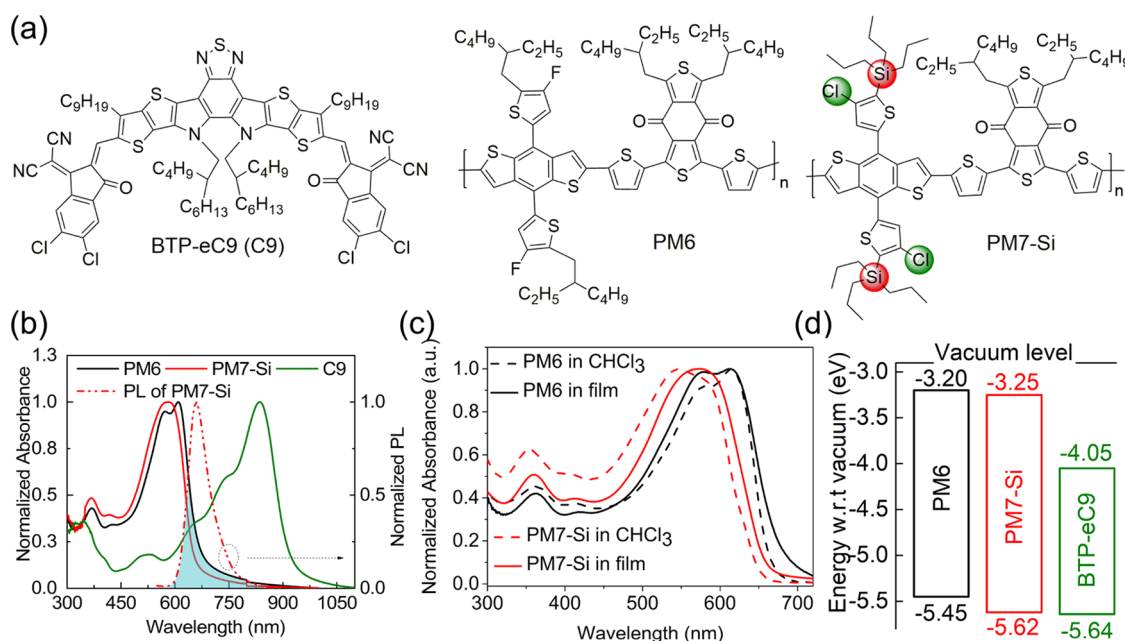 (a)
S
N
N
C₉H₁₉
S
S
C₉H₁₉
CN
NC
S
N
N
S
CN
CN
O
C₄H₉
C₄H₉
O
C₆H₁₃
C₆H₁₃
Cl
Cl
Cl
Cl
BTP-eC9 (C9)
C₄H₉
C₂H₅
F
S
C₂H₅
C₂H₅
C₄H₉
C₄H₉
S
O
O
S
S
S
S
S
n
S
F
C₂H₅
C₄H₉
PM6
Si
Cl
S
C₄H₉
C₂H₅
C₂H₅
C₄H₉
S
O
O
S
S
S
S
S
n
S
Cl
Si
PM7-Si
(b)
PM6
PM7-Si
C9
PL of PM7-Si
Normalized Absorbance
1.3
1.0
0.8
0.5
0.3
0.0
300
450
600
750
900
1050
Wavelength (nm)
1.0
0.5
0.0
Normalized PL
(c)
PM6 in CHCl₃
PM6 in film
PM7-Si in CHCl₃
PM7-Si in film
Normalized Absorbance (a.u.)
1.0
0.8
0.6
0.4
0.2
0.0
300
400
500
600
700
Wavelength (nm)
(d)
Vacuum level
Energy w.r.t vacuum (eV)
-3.0
-3.5
-4.0
-4.5
-5.0
-5.5
-3.20
PM6
-5.45
-3.25
PM7-Si
-5.62
-4.05
BTP-eC9
-5.64